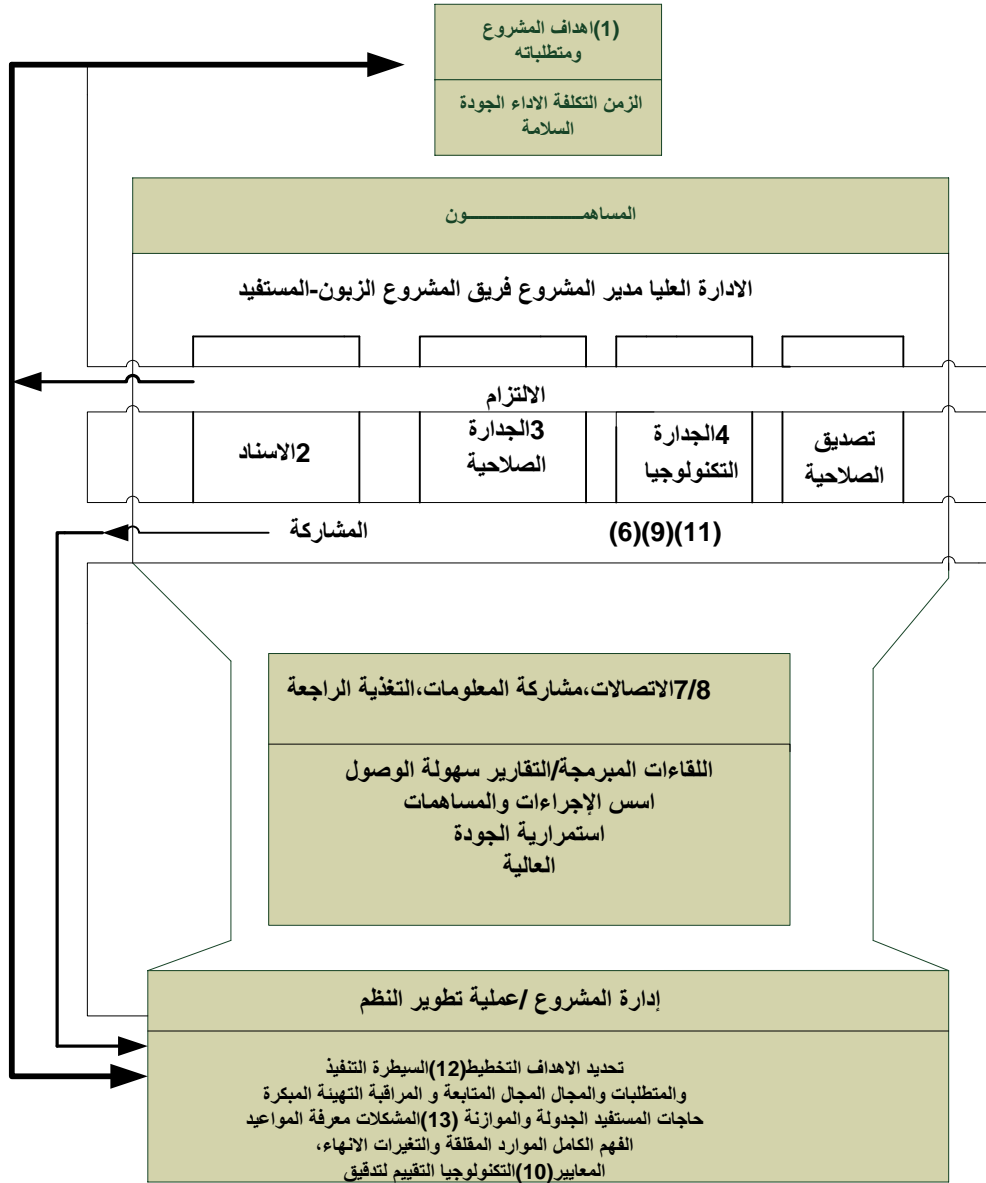 (1)اهداف المشروع
ومتطلباته
الزمن التكلفة الاداء الجودة
السلامة
المساهمـــــــــــــون
الادارة العليا مدير المشروع فريق المشروع الزبون-المستفيد
الالتزام
تصديق
الصلاحية
4الجدارة
التكنولوجيا
3الجدارة
الصلاحية
2الاسناد
(6)(9)(11)
المشاركة
7/8الاتصالات،مشاركة المعلومات،التغذية الراجعة
اللقاءات المبرمجة/التقارير سهولة الوصول
اسس الإجراءات والمساهمات
استمرارية الجودة
العالية
إدارة المشروع /عملية تطوير النظم
تحديد الاهداف التخطيط(12)السيطرة التنفيذ
والمتطلبات والمجال المجال المتابعة و المراقبة التهيئة المبكرة
حاجات المستفيد الجدولة والموازنة (13)المشكلات معرفة المواعيد
الفهم الكامل الموارد المقلقة والتغيرات الانهاء،
المعايير(10)التكنولوجيا التقييم لتدقيق